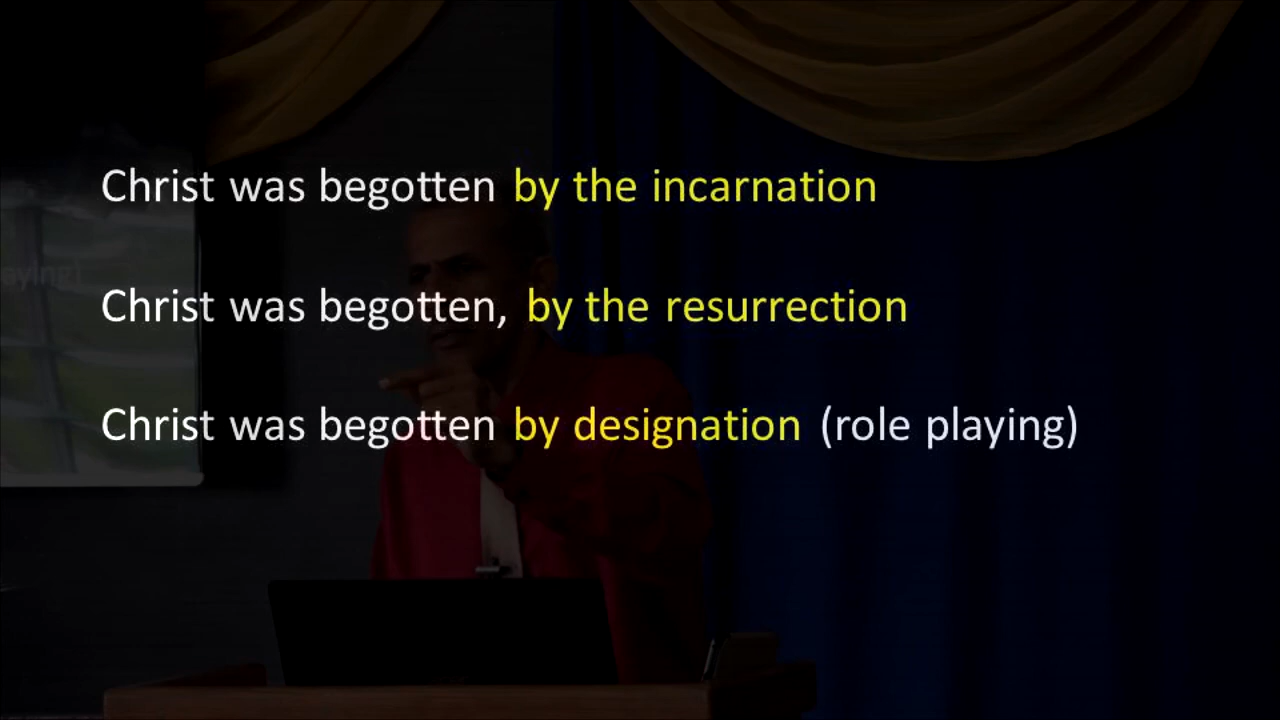 Christ was begotten by the incarnation
Christ was begotten, by the resurrection
Christ was begotten by designation (role playing)